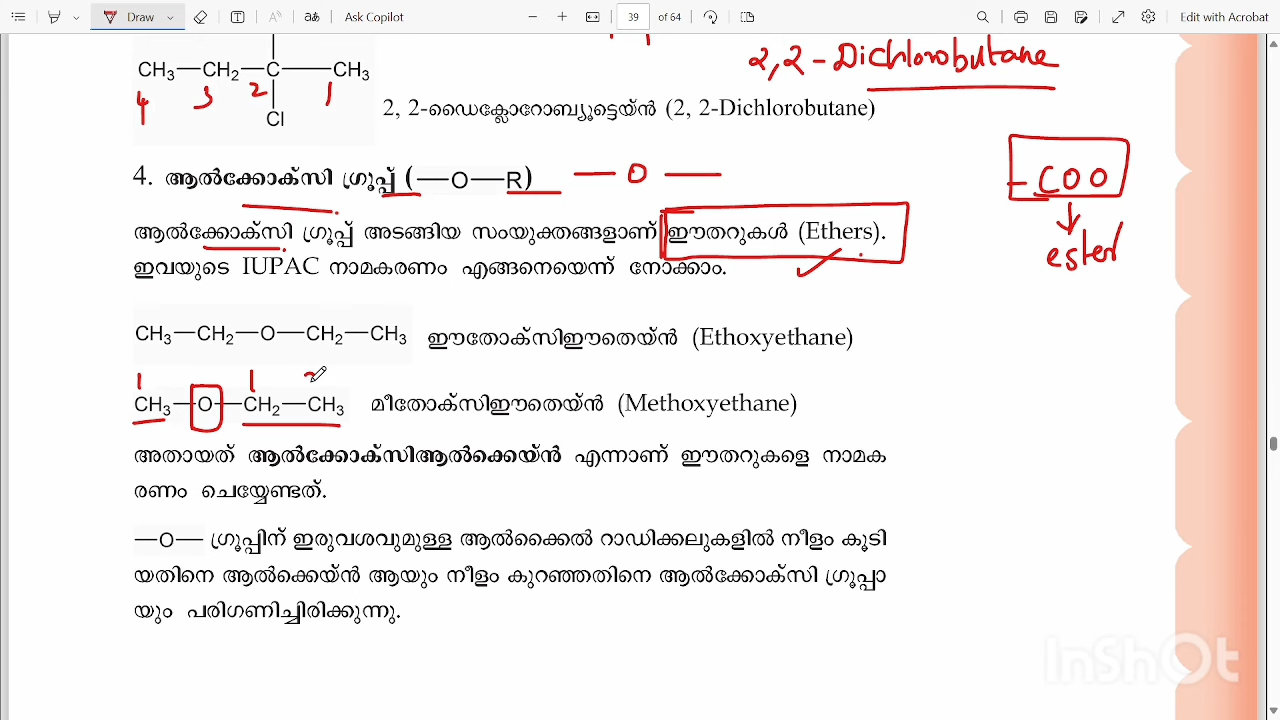 Draw
Ask Copilot
39 of 64
Edit with Acrobat
CH3—CH2—C—CH3
4 3 2 1
Cl
2,2-Dichlorobutane
2, 2-ഡൈക്ലോറോബ്യൂട്ടെയ്ൻ (2, 2-Dichlorobutane)
4. ആൽക്കോക്സി ഗ്രൂപ്പ് (—O—R) —O—
-COO
ester
ആൽക്കോക്സി ഗ്രൂപ്പ് അടങ്ങിയ സംയുക്തങ്ങളാണ് ഈതറുകൾ (Ethers).
ഇവയുടെ IUPAC നാമകരണം എങ്ങനെയെന്ന് നോക്കാം.
CH3—CH2—O—CH2—CH3 ഈതോക്സിഈതെയ്ൻ (Ethoxyethane)
1 1
CH3—O—CH2—CH3 മീതോക്സിഈതെയ്ൻ (Methoxyethane)
അതായത് ആൽക്കോക്സിആൽക്കെയ്ൻ എന്നാണ് ഈതറുകളെ നാമക
രണം ചെയ്യേണ്ടത്.
—O— ഗ്രൂപ്പിന് ഇരുവശവുമുള്ള ആൽക്കൈൽ റാഡിക്കലുകളിൽ നീളം കൂടി
യതിനെ ആൽക്കെയ്ൻ ആയും നീളം കുറഞ്ഞതിനെ ആൽക്കോക്സി ഗ്രൂപ്പാ
യും പരിഗണിച്ചിരിക്കുന്നു.
InShOt